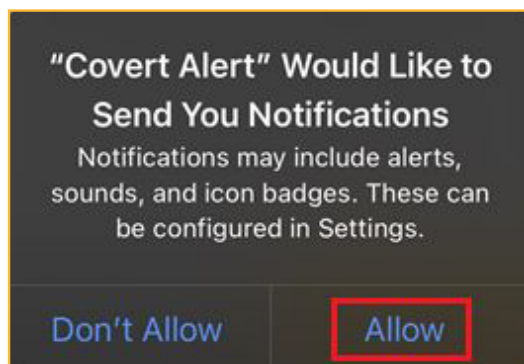 “Covert Alert” Would Like to
Send You Notifications
Notifications may include alerts,
sounds, and icon badges. These can
be configured in Settings.
Don’t Allow
Allow